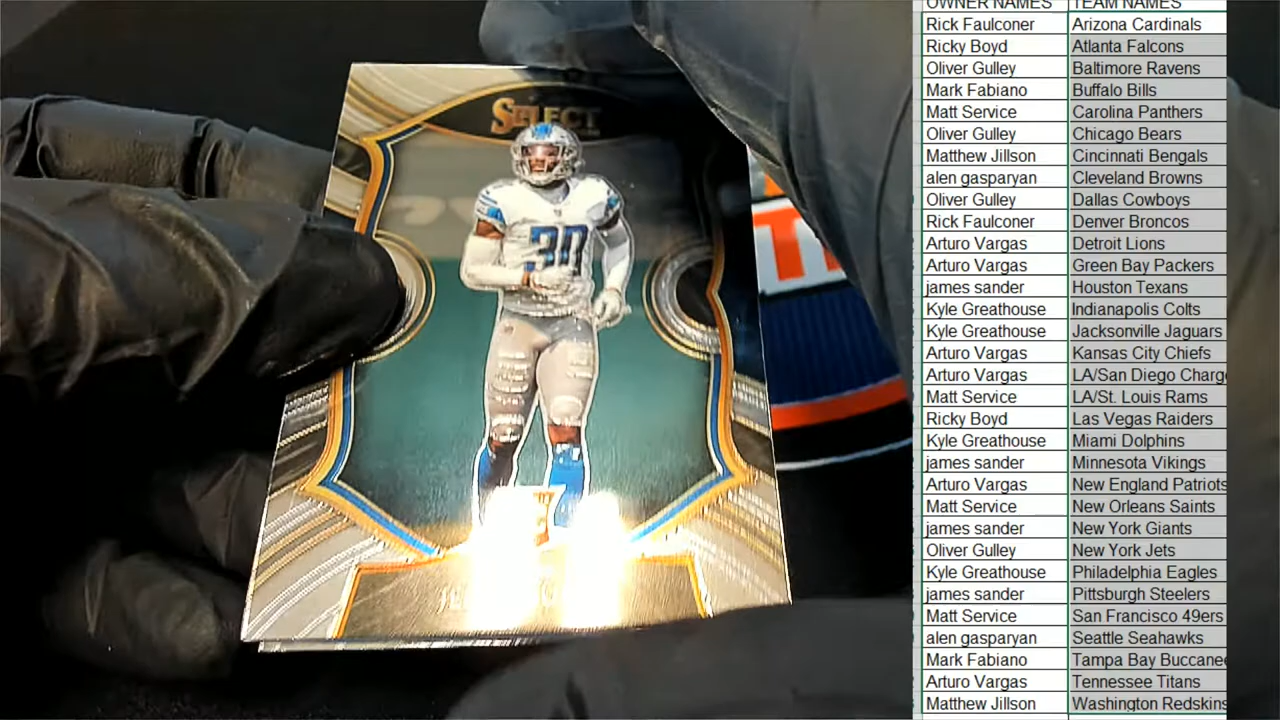 SELECT
30
OWNER NAMES TEAM NAMES
Rick Faulconer Arizona Cardinals
Ricky Boyd Atlanta Falcons
Oliver Gulley Baltimore Ravens
Mark Fabiano Buffalo Bills
Matt Service Carolina Panthers
Oliver Gulley Chicago Bears
Matthew Jillson Cincinnati Bengals
alen gasparyan Cleveland Browns
Oliver Gulley Dallas Cowboys
Rick Faulconer Denver Broncos
Arturo Vargas Detroit Lions
Arturo Vargas Green Bay Packers
james sander Houston Texans
Kyle Greathouse Indianapolis Colts
Kyle Greathouse Jacksonville Jaguars
Arturo Vargas Kansas City Chiefs
Arturo Vargas LA/San Diego Charge
Matt Service LA/St. Louis Rams
Ricky Boyd Las Vegas Raiders
Kyle Greathouse Miami Dolphins
james sander Minnesota Vikings
Arturo Vargas New England Patriots
Matt Service New Orleans Saints
james sander New York Giants
Oliver Gulley New York Jets
Kyle Greathouse Philadelphia Eagles
james sander Pittsburgh Steelers
Matt Service San Francisco 49ers
alen gasparyan Seattle Seahawks
Mark Fabiano Tampa Bay Buccanee
Arturo Vargas Tennessee Titans
Matthew Jillson Washington Redskins